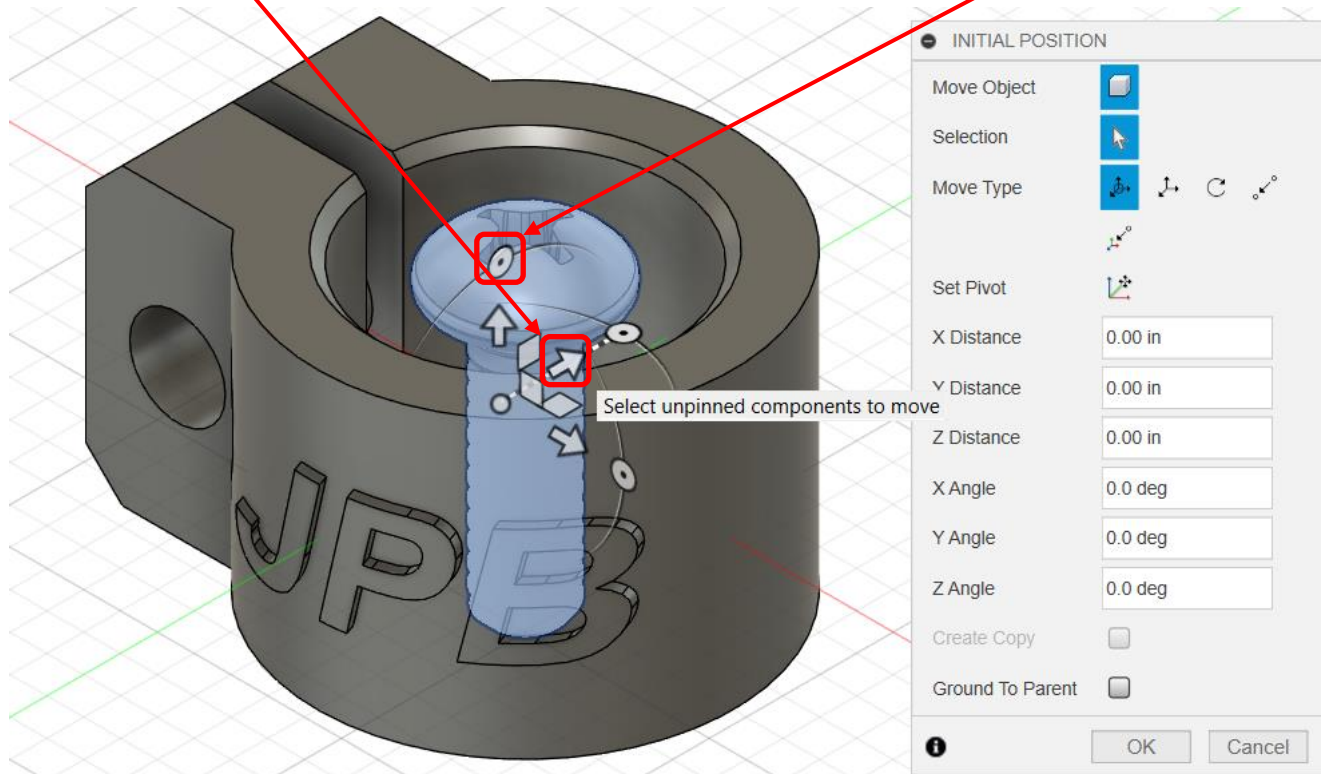 INITIAL POSITION
Move Object
Selection
Move Type
Set Pivot
X Distance 0.00 in
Y Distance 0.00 in
Select unpinned components to move
Z Distance 0.00 in
X Angle 0.0 deg
Y Angle 0.0 deg
Z Angle 0.0 deg
Create Copy
Ground To Parent
OK Cancel
JPB